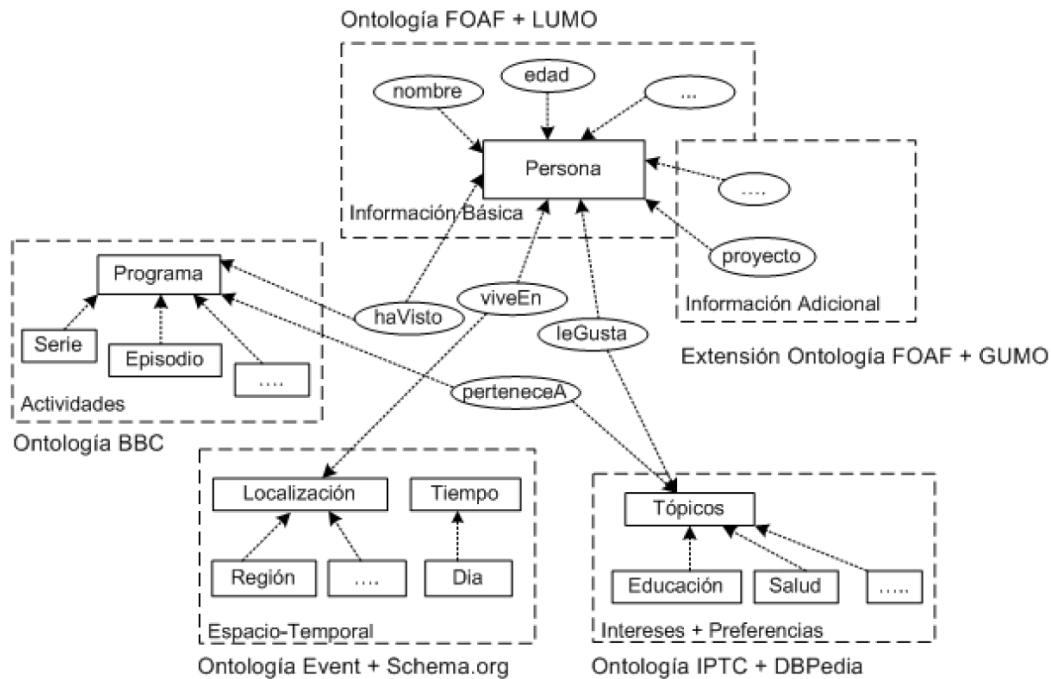 Ontología FOAF + LUMO
nombre
edad
...
Persona
....
Información Básica
proyecto
Información Adicional
Extensión Ontología FOAF + GUMO
Programa
Serie
Episodio
....
Actividades
Ontología BBC
haVisto
viveEn
leGusta
perteneceA
Localización
Tiempo
Región
....
Dia
Espacio-Temporal
Ontología Event + Schema.org
Tópicos
Educación
Salud
.....
Intereses + Preferencias
Ontología IPTC + DBPedia